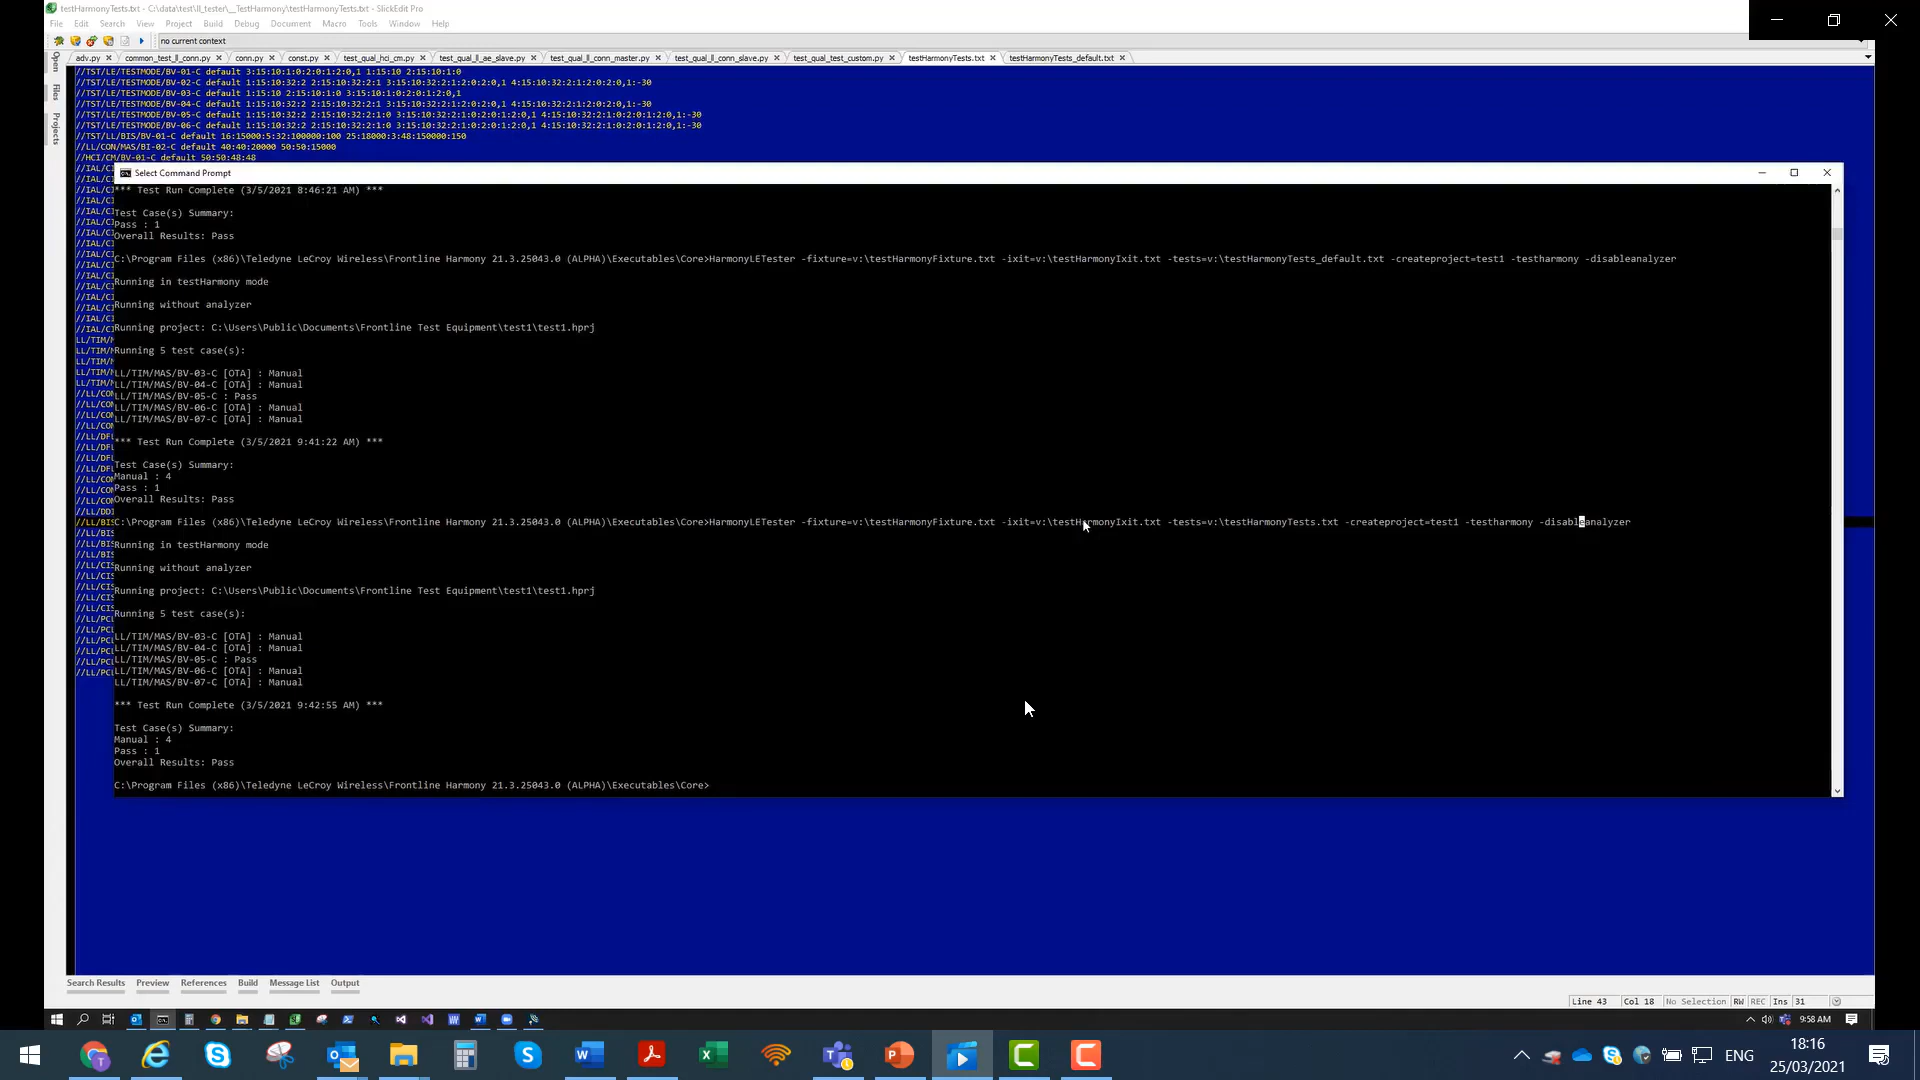 testHarmonyTests.txt - C:\data\test\ll_tester\__TestHarmony\testHarmonyTests.txt - SlickEdit Pro
File Edit Search View Project Build Debug Document Macro Tools Window Help
no current context
adv.py common_test_ll_conn.py conn.py const.py test_qual_hci_cm.py test_qual_ll_ae_slave.py test_qual_ll_conn_master.py test_qual_ll_conn_slave.py test_qual_test_custom.py testHarmonyTests.txt testHarmonyTests_default.txt
Open
Files
Projects
//TST/LE/TESTMODE/BV-01-C default 3:15:10:1:0:2:0:1:2:0,1 1:15:10 2:15:10:1:0
//TST/LE/TESTMODE/BV-02-C default 1:15:10:32:2 2:15:10:32:2:1 3:15:10:32:2:1:2:0:2:0,1 4:15:10:32:2:1:2:0:2:0,1:-30
//TST/LE/TESTMODE/BV-03-C default 1:15:10 2:15:10:1:0 3:15:10:1:0:2:0:1:2:0,1
//TST/LE/TESTMODE/BV-04-C default 1:15:10:32:2 2:15:10:32:2:1 3:15:10:32:2:1:2:0:2:0,1 4:15:10:32:2:1:2:0:2:0,1:-30
//TST/LE/TESTMODE/BV-05-C default 1:15:10:32:2 2:15:10:32:2:1:0 3:15:10:32:2:1:0:2:0:1:2:0,1 4:15:10:32:2:1:0:2:0:1:2:0,1:-30
//TST/LE/TESTMODE/BV-06-C default 1:15:10:32:2 2:15:10:32:2:1:0 3:15:10:32:2:1:0:2:0:1:2:0,1 4:15:10:32:2:1:0:2:0:1:2:0,1:-30
//TST/LL/BIS/BV-01-C default 16:15000:5:32:100000:100 25:18000:3:48:150000:150
//LL/CON/MAS/BI-02-C default 40:40:20000 50:50:15000
//HCI/CM/BV-01-C default 50:50:48:48
Select Command Prompt
*** Test Run Complete (3/5/2021 8:46:21 AM) ***
Test Case(s) Summary:
Pass : 1
Overall Results: Pass
C:\Program Files (x86)\Teledyne LeCroy Wireless\Frontline Harmony 21.3.25043.0 (ALPHA)\Executables\Core>HarmonyLETester -fixture=v:\testHarmonyFixture.txt -ixit=v:\testHarmonyIxit.txt -tests=v:\testHarmonyTests_default.txt -createproject=test1 -testharmony -disableanalyzer
Running in testHarmony mode
Running without analyzer
Running project: C:\Users\Public\Documents\Frontline Test Equipment\test1\test1.hprj
Running 5 test case(s):
LL/TIM/MAS/BV-03-C [OTA] : Manual
LL/TIM/MAS/BV-04-C [OTA] : Manual
LL/TIM/MAS/BV-05-C : Pass
LL/TIM/MAS/BV-06-C [OTA] : Manual
LL/TIM/MAS/BV-07-C [OTA] : Manual
*** Test Run Complete (3/5/2021 9:41:22 AM) ***
Test Case(s) Summary:
Manual : 4
Pass : 1
Overall Results: Pass
C:\Program Files (x86)\Teledyne LeCroy Wireless\Frontline Harmony 21.3.25043.0 (ALPHA)\Executables\Core>HarmonyLETester -fixture=v:\testHarmonyFixture.txt -ixit=v:\testHarmonyIxit.txt -tests=v:\testHarmonyTests.txt -createproject=test1 -testharmony -disableanalyzer
Running in testHarmony mode
Running without analyzer
Running project: C:\Users\Public\Documents\Frontline Test Equipment\test1\test1.hprj
Running 5 test case(s):
LL/TIM/MAS/BV-03-C [OTA] : Manual
LL/TIM/MAS/BV-04-C [OTA] : Manual
LL/TIM/MAS/BV-05-C : Pass
LL/TIM/MAS/BV-06-C [OTA] : Manual
LL/TIM/MAS/BV-07-C [OTA] : Manual
*** Test Run Complete (3/5/2021 9:42:55 AM) ***
Test Case(s) Summary:
Manual : 4
Pass : 1
Overall Results: Pass
C:\Program Files (x86)\Teledyne LeCroy Wireless\Frontline Harmony 21.3.25043.0 (ALPHA)\Executables\Core>
Search Results Preview References Build Message List Output
Line 43 Col 18 No Selection RW REC Ins 31
9:58 AM
ENG
18:16
25/03/2021